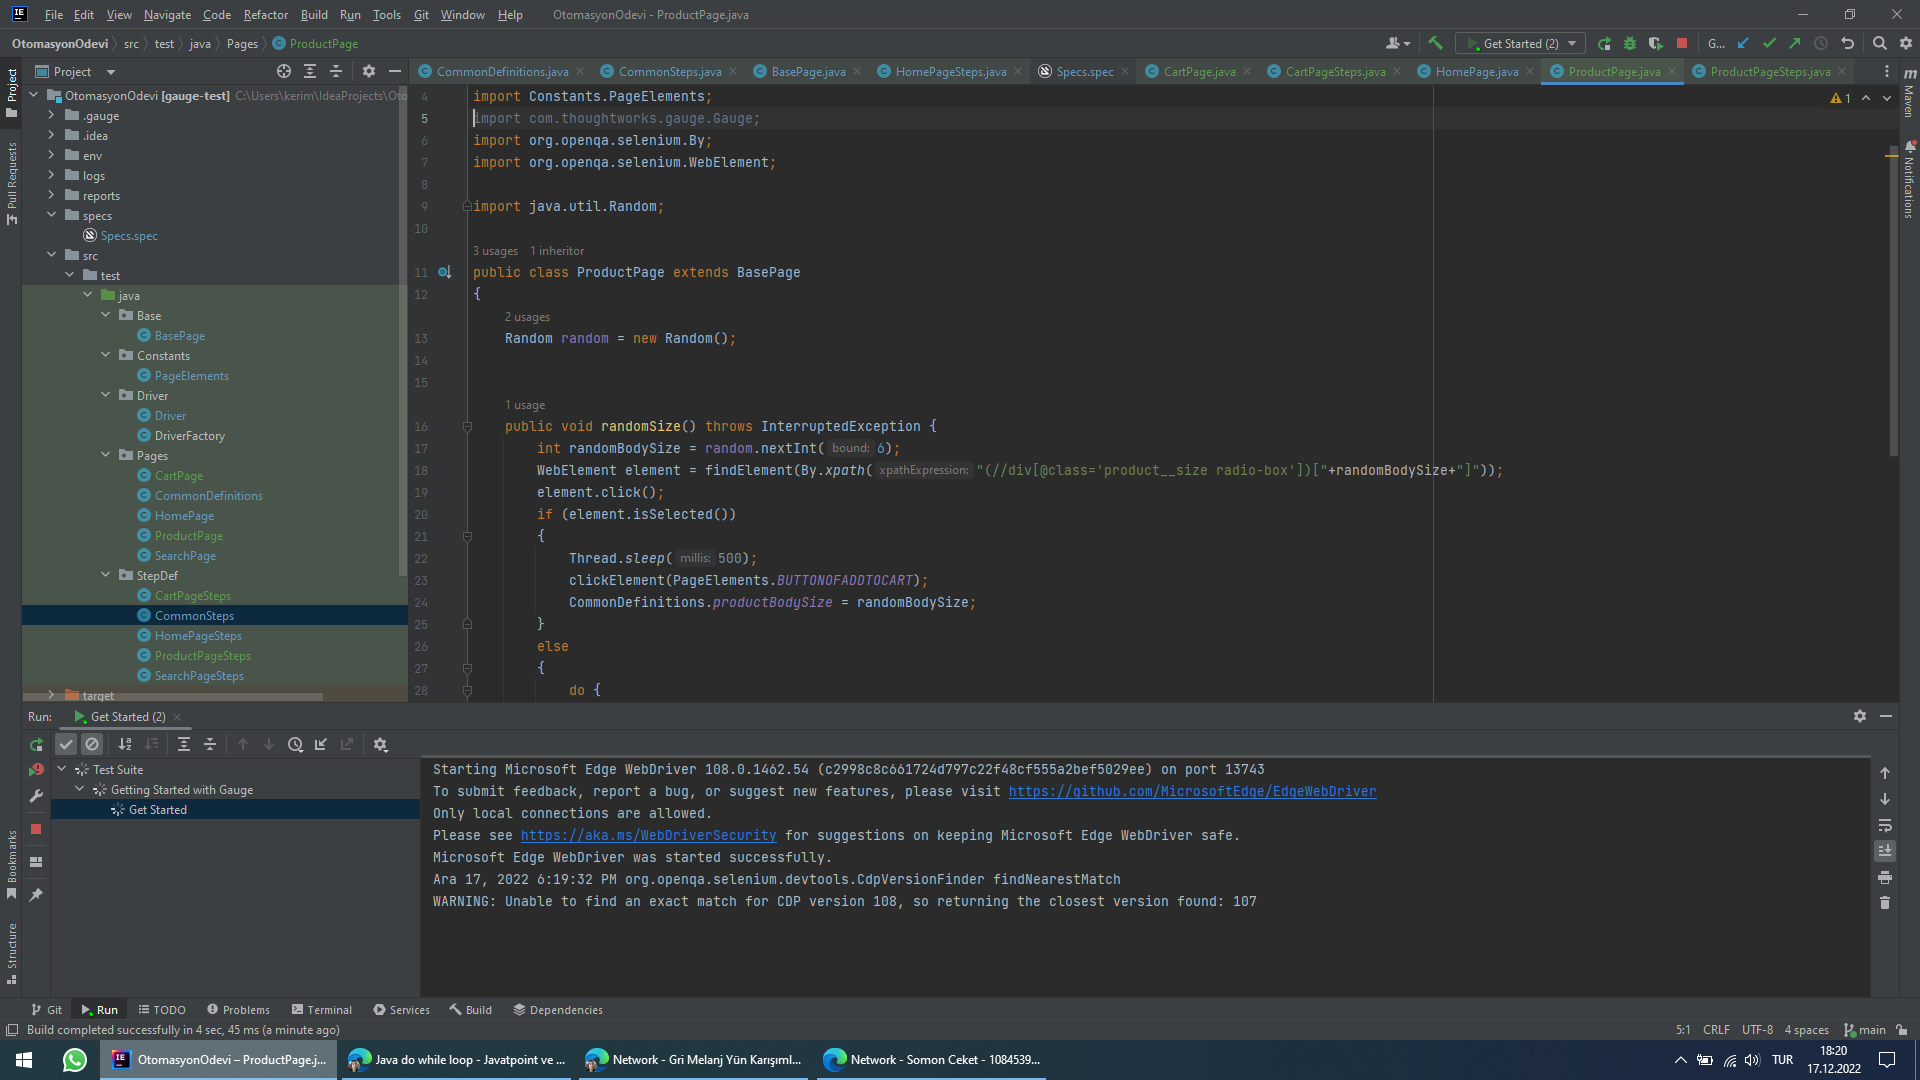 File Edit View Navigate Code Refactor Build Run Tools Git Window Help OtomasyonOdevi - ProductPage.java
OtomasyonOdevi src test java Pages ProductPage Get Started (2) G...
Project
CommonDefinitions.java CommonSteps.java BasePage.java HomePageSteps.java Specs.spec CartPage.java CartPageSteps.java HomePage.java ProductPage.java ProductPageSteps.java
Project
Pull Requests
Bookmarks
Structure
Maven
Notifications
OtomasyonOdevi [gauge-test] C:\Users\kerim\IdeaProjects\Oto
.gauge
.idea
env
logs
reports
specs
Specs.spec
src
test
java
Base
BasePage
Constants
PageElements
Driver
Driver
DriverFactory
Pages
CartPage
CommonDefinitions
HomePage
ProductPage
SearchPage
StepDef
CartPageSteps
CommonSteps
HomePageSteps
ProductPageSteps
SearchPageSteps
target
1
4 import Constants.PageElements;
5 import com.thoughtworks.gauge.Gauge;
6 import org.openqa.selenium.By;
7 import org.openqa.selenium.WebElement;
8
9 import java.util.Random;
10
3 usages 1 inheritor
11 public class ProductPage extends BasePage
12 {
2 usages
13 Random random = new Random();
14
15
1 usage
16 public void randomSize() throws InterruptedException {
17 int randomBodySize = random.nextInt( bound: 6);
18 WebElement element = findElement(By.xpath( xpathExpression: "(//div[@class='product__size radio-box'])["+randomBodySize+"]"));
19 element.click();
20 if (element.isSelected())
21 {
22 Thread.sleep( millis: 500);
23 clickElement(PageElements.BUTTONOFADDTOCART);
24 CommonDefinitions.productBodySize = randomBodySize;
25 }
26 else
27 {
28 do {
Run: Get Started (2)
Test Suite
Getting Started with Gauge
Get Started
Starting Microsoft Edge WebDriver 108.0.1462.54 (c2998c8c661724d797c22f48cf555a2bef5029ee) on port 13743
To submit feedback, report a bug, or suggest new features, please visit https://github.com/MicrosoftEdge/EdgeWebDriver
Only local connections are allowed.
Please see https://aka.ms/WebDriverSecurity for suggestions on keeping Microsoft Edge WebDriver safe.
Microsoft Edge WebDriver was started successfully.
Ara 17, 2022 6:19:32 PM org.openqa.selenium.devtools.CdpVersionFinder findNearestMatch
WARNING: Unable to find an exact match for CDP version 108, so returning the closest version found: 107
Git Run TODO Problems Terminal Services Build Dependencies
Build completed successfully in 4 sec, 45 ms (a minute ago) 5:1 CRLF UTF-8 4 spaces main
OtomasyonOdevi – ProductPage.j... Java do while loop - Javatpoint ve ... Network - Gri Melanj Yün Karışıml... Network - Somon Ceket - 1084539... TUR 18:20
17.12.2022